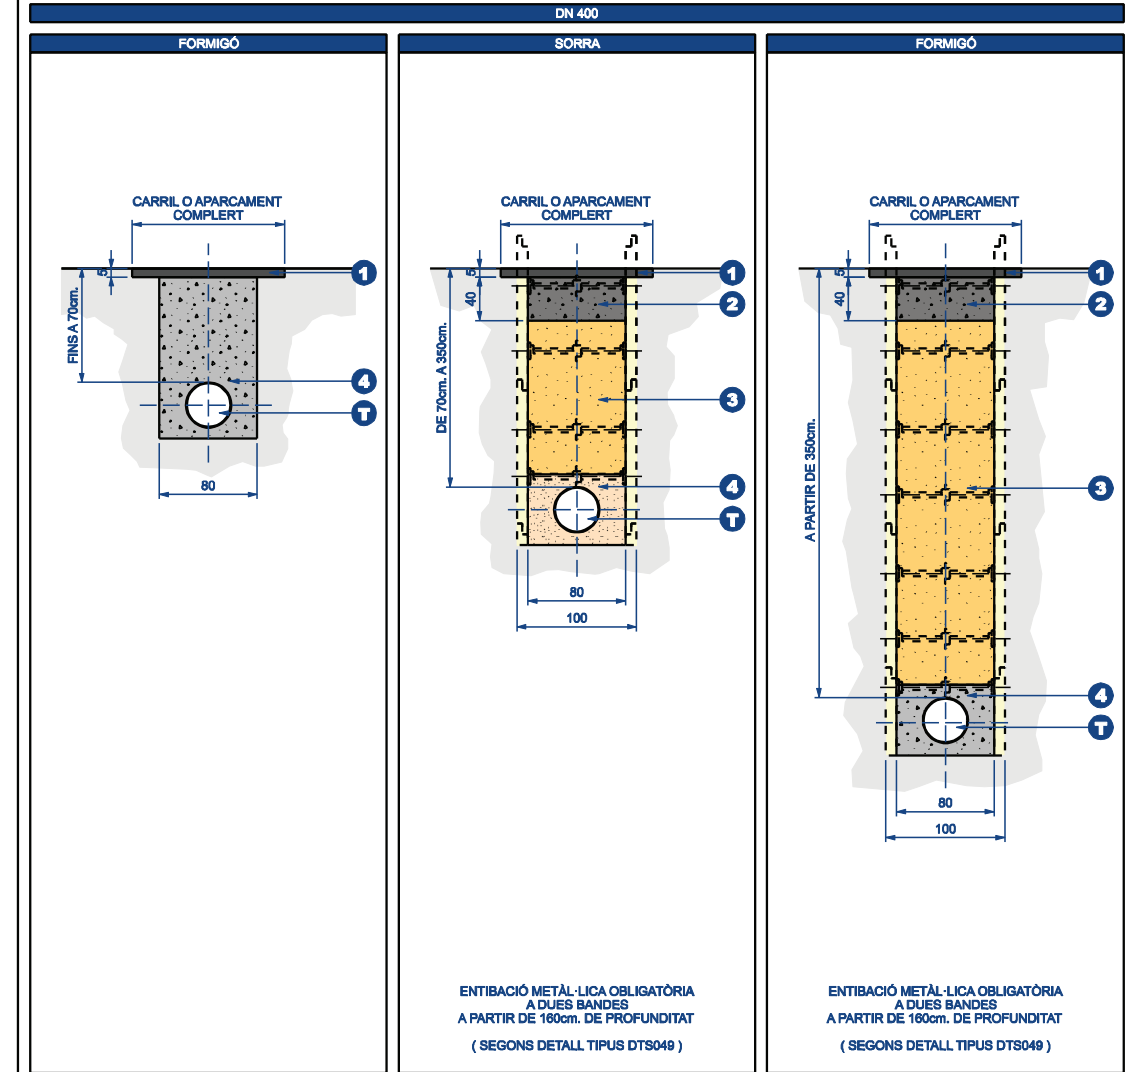 DN 400
FORMIGÓ
CARRIL O APARCAMENT
COMPLERT
5
FINS A 70cm.
1
4
T
80
SORRA
CARRIL O APARCAMENT
COMPLERT
5
40
DE 70cm. A 350cm.
1
2
3
4
T
80
100
ENTIBACIÓ METÀL·LICA OBLIGATÒRIA
A DUES BANDES
A PARTIR DE 160cm. DE PROFUNDITAT
( SEGONS DETALL TIPUS DTS049 )
FORMIGÓ
CARRIL O APARCAMENT
COMPLERT
5
40
A PARTIR DE 350cm.
1
2
3
4
T
80
100
ENTIBACIÓ METÀL·LICA OBLIGATÒRIA
A DUES BANDES
A PARTIR DE 160cm. DE PROFUNDITAT
( SEGONS DETALL TIPUS DTS049 )